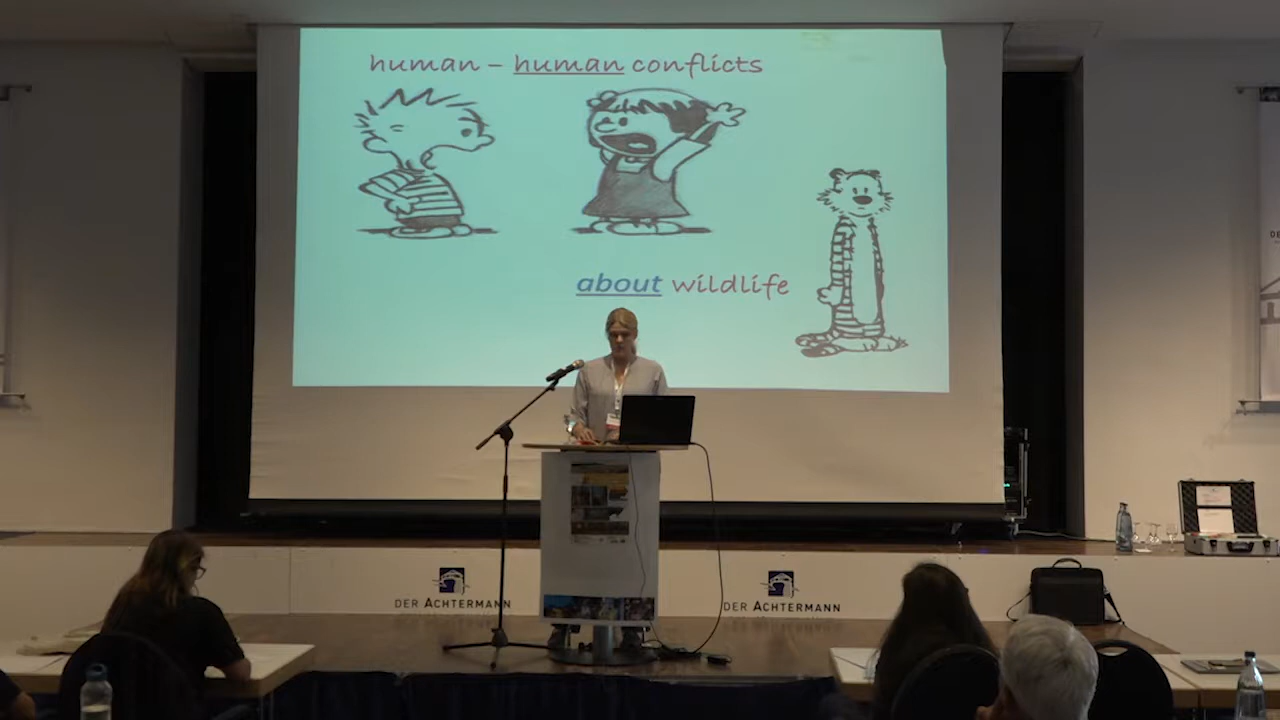 human – human conflicts
about wildlife
DER ACHTERMANN
DER ACHTERMANN